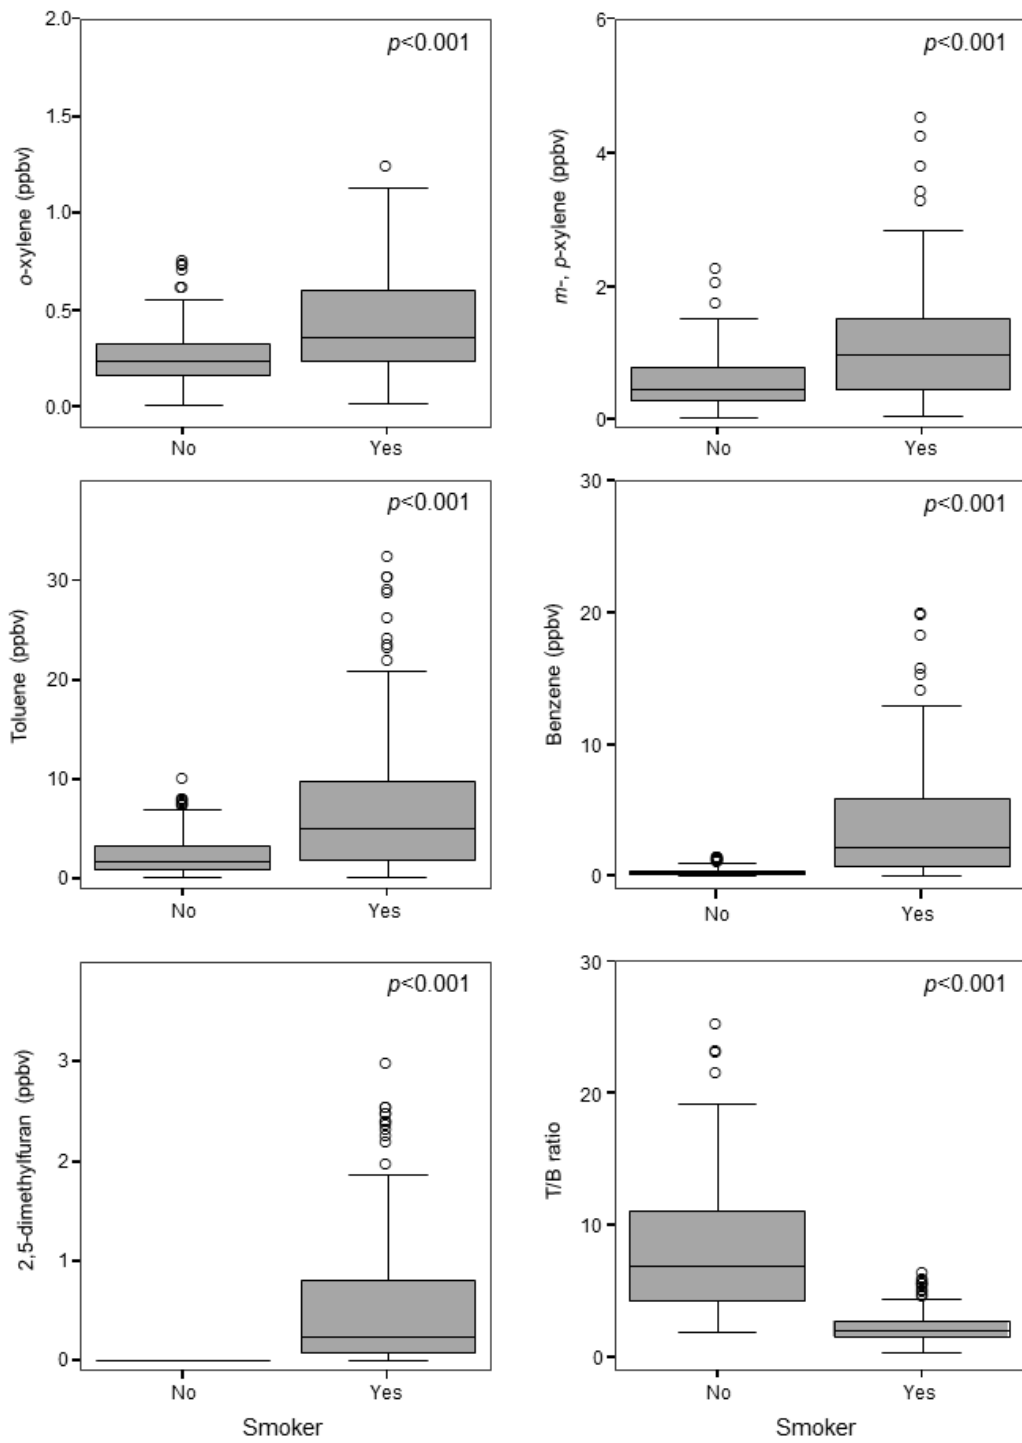 2.0
p<0.001
1.5
1.0
0.5
0.0
o-xylene (ppbv)
No
Yes
6
p<0.001
4
2
0
m-, p-xylene (ppbv)
No
Yes
p<0.001
30
20
10
0
Toluene (ppbv)
No
Yes
30
p<0.001
20
10
0
Benzene (ppbv)
No
Yes
p<0.001
3
2
1
0
2,5-dimethylfuran (ppbv)
No
Yes
Smoker
30
p<0.001
20
10
0
T/B ratio
No
Yes
Smoker